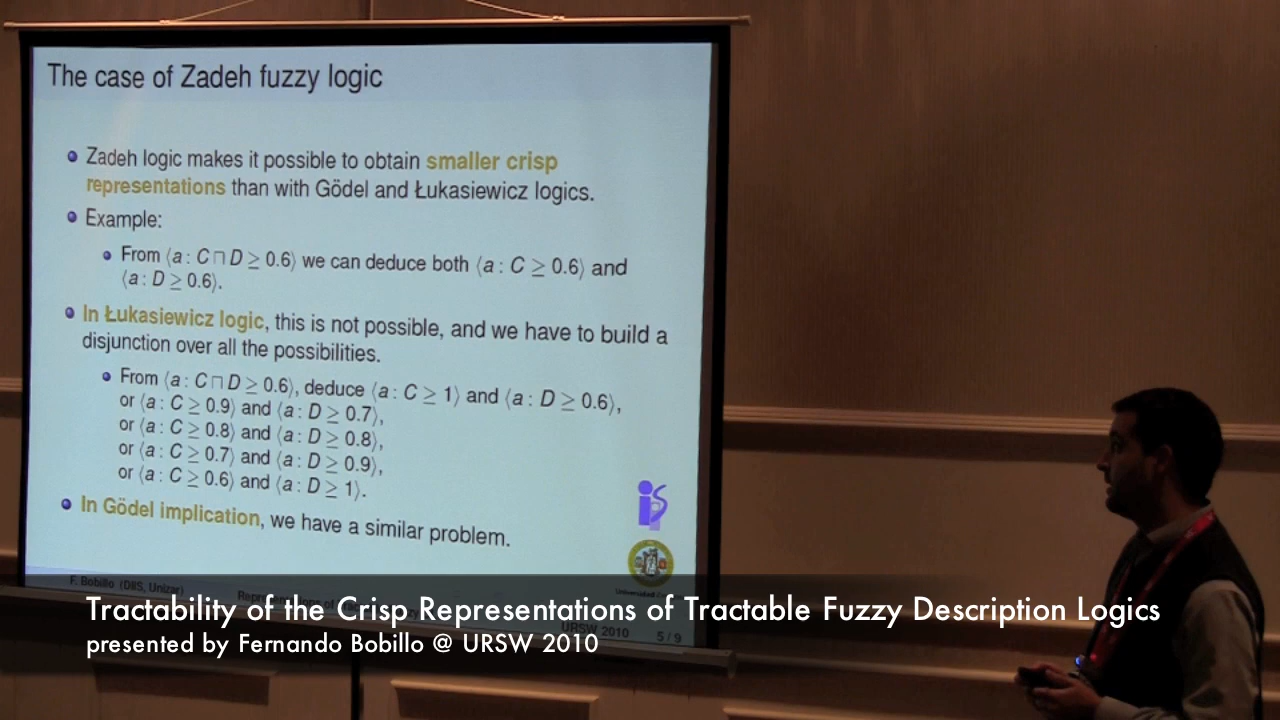 The case of Zadeh fuzzy logic
Zadeh logic makes it possible to obtain smaller crisp
representations than with Gödel and Łukasiewicz logics.
Example:
From ⟨a : C ⊓ D ≥ 0.6⟩ we can deduce both ⟨a : C ≥ 0.6⟩ and
⟨a : D ≥ 0.6⟩.
In Łukasiewicz logic, this is not possible, and we have to build a
disjunction over all the possibilities.
From ⟨a : C ⊓ D ≥ 0.6⟩, deduce ⟨a : C ≥ 1⟩ and ⟨a : D ≥ 0.6⟩,
or ⟨a : C ≥ 0.9⟩ and ⟨a : D ≥ 0.7⟩,
or ⟨a : C ≥ 0.8⟩ and ⟨a : D ≥ 0.8⟩,
or ⟨a : C ≥ 0.7⟩ and ⟨a : D ≥ 0.9⟩,
or ⟨a : C ≥ 0.6⟩ and ⟨a : D ≥ 1⟩.
In Gödel implication, we have a similar problem.
is
Universidad
F. Bobillo (DIIS, Unizar)
URSW 2010 5 / 9
Tractability of the Crisp Representations of Tractable Fuzzy Description Logics
presented by Fernando Bobillo @ URSW 2010